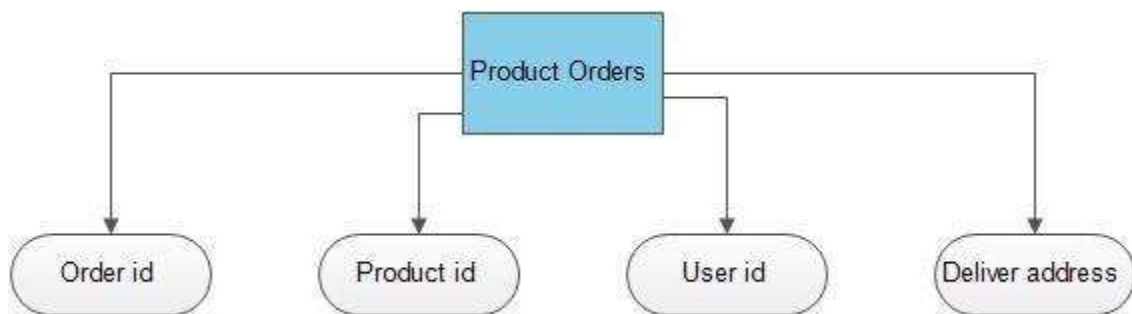 Product Orders
Order id
Product id
User id
Deliver address